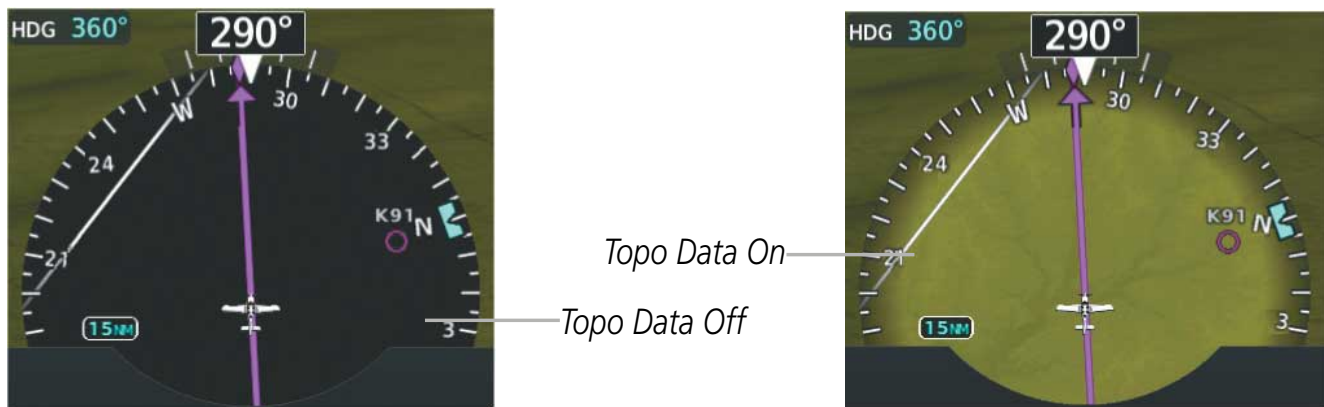 HDG 360°
290°
W
30
33
24
K91
N
21
15NM
3
Topo Data On
Topo Data Off
HDG 360°
290°
W
30
33
24
K91
N
21
15NM
3